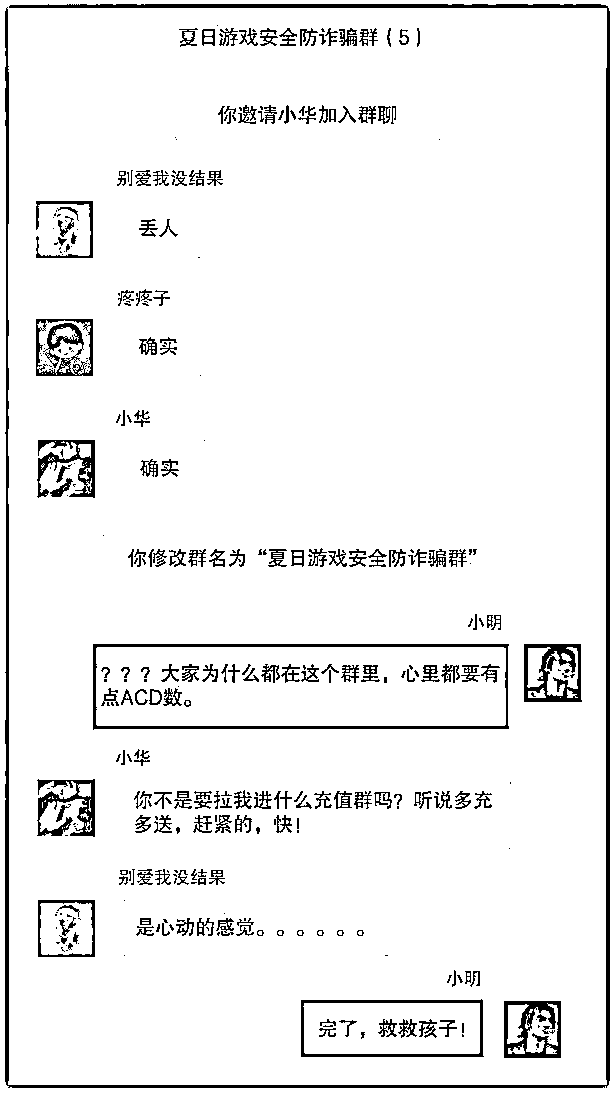 夏日游戏安全防诈骗群（5）
你邀请小华加入群聊
别爱我没结果
丢人
疼疼子
确实
小华
确实
你修改群名为“夏日游戏安全防诈骗群”
小明
？？？大家为什么都在这个群里，心里都要有
点ACD数。
小华
你不是要拉我进什么充值群吗？听说多充
多送，赶紧的，快！
别爱我没结果
是心动的感觉。。。。。。
小明
完了，救救孩子！